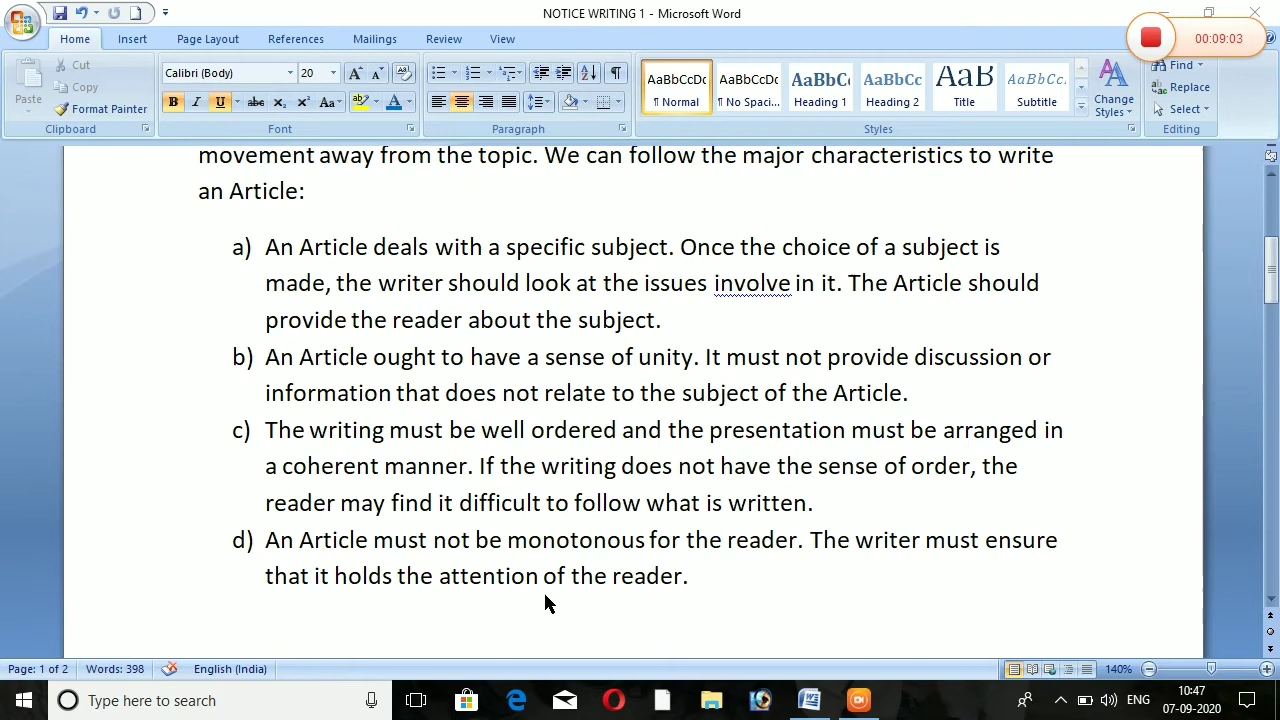 NOTICE WRITING 1 - Microsoft Word
00:09:03
Home Insert Page Layout References Mailings Review View
Paste Cut Copy Format Painter
Calibri (Body) 20
AaBbCcDc AaBbCcDc AaBbC AaBbCc AaB AaBbCc.
¶ Normal ¶ No Spaci... Heading 1 Heading 2 Title Subtitle
Change Styles
Find Replace Select
Clipboard Font Paragraph Styles Editing
movement away from the topic. We can follow the major characteristics to write
an Article:
a) An Article deals with a specific subject. Once the choice of a subject is
made, the writer should look at the issues involve in it. The Article should
provide the reader about the subject.
b) An Article ought to have a sense of unity. It must not provide discussion or
information that does not relate to the subject of the Article.
c) The writing must be well ordered and the presentation must be arranged in
a coherent manner. If the writing does not have the sense of order, the
reader may find it difficult to follow what is written.
d) An Article must not be monotonous for the reader. The writer must ensure
that it holds the attention of the reader.
Page: 1 of 2 Words: 398 English (India) 140%
Type here to search
ENG
10:47
07-09-2020